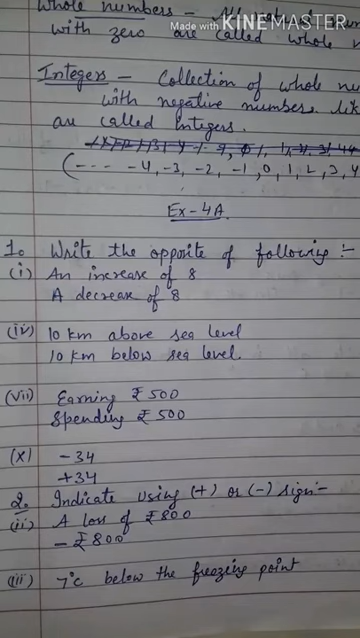 Whole numbers - All
with zero are called whole
Made with KINEMASTER
Integers - Collection of whole nu
with negative numbers
are called Integers.
(---- -4, -3, -2, -1, 0, 1, 2, 3, 4
Ex-4A
1. Write the opposite of following :-
(i) An increase of 8
A decrease of 8
(iv) 10 km above sea level
10 km below sea level.
(vii) Earning ₹500
Spending ₹500
(x) -34
+34
2. Indicate using (+) or (-) sign:-
(ii) A loss of ₹800
-₹800
(iii) 7°c below the freezing point